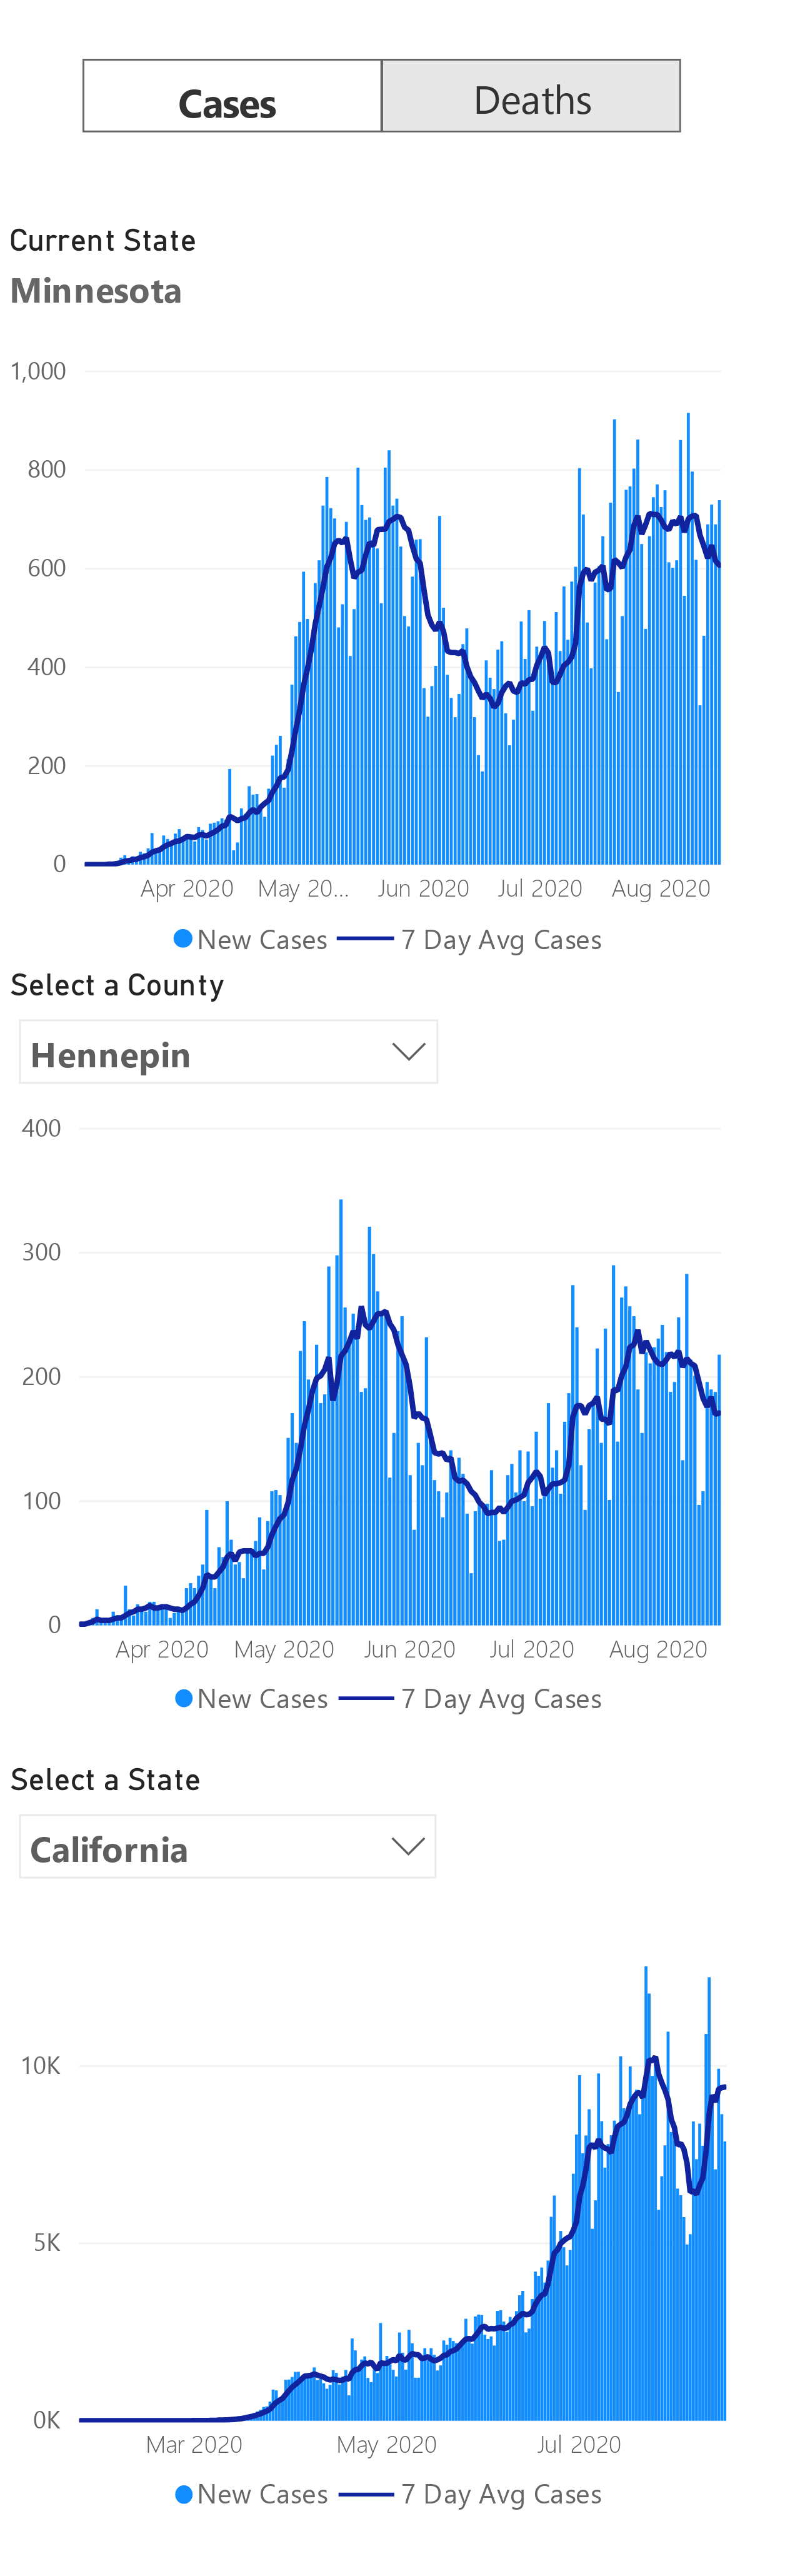 Cases Deaths
Current State
Minnesota
1,000
800
600
400
200
0
Apr 2020 May 20... Jun 2020 Jul 2020 Aug 2020
New Cases 7 Day Avg Cases
Select a County
Hennepin
400
300
200
100
0
Apr 2020 May 2020 Jun 2020 Jul 2020 Aug 2020
New Cases 7 Day Avg Cases
Select a State
California
10K
5K
0K
Mar 2020 May 2020 Jul 2020
New Cases 7 Day Avg Cases